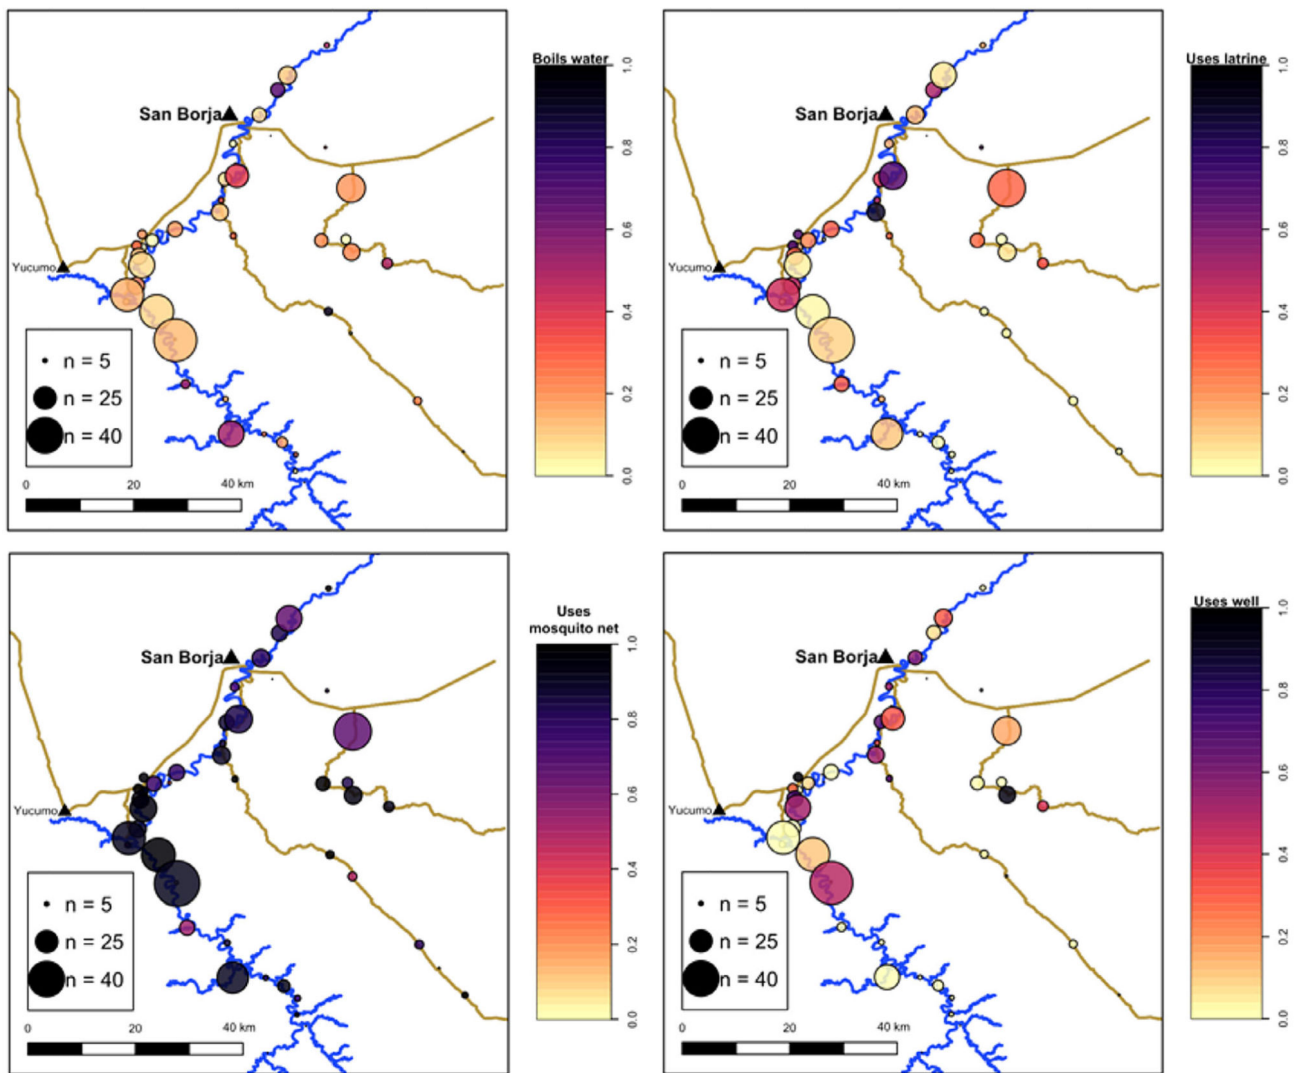 Boils water
1.0
0.8
0.6
0.4
0.2
0.0
San Borja
Yucumo
n = 5
n = 25
n = 40
0 20 40 km
Uses latrine
1.0
0.8
0.6
0.4
0.2
0.0
San Borja
Yucumo
n = 5
n = 25
n = 40
0 20 40 km
Uses
mosquito net
1.0
0.8
0.6
0.4
0.2
0.0
San Borja
Yucumo
n = 5
n = 25
n = 40
0 20 40 km
Uses well
1.0
0.8
0.6
0.4
0.2
0.0
San Borja
Yucumo
n = 5
n = 25
n = 40
0 20 40 km